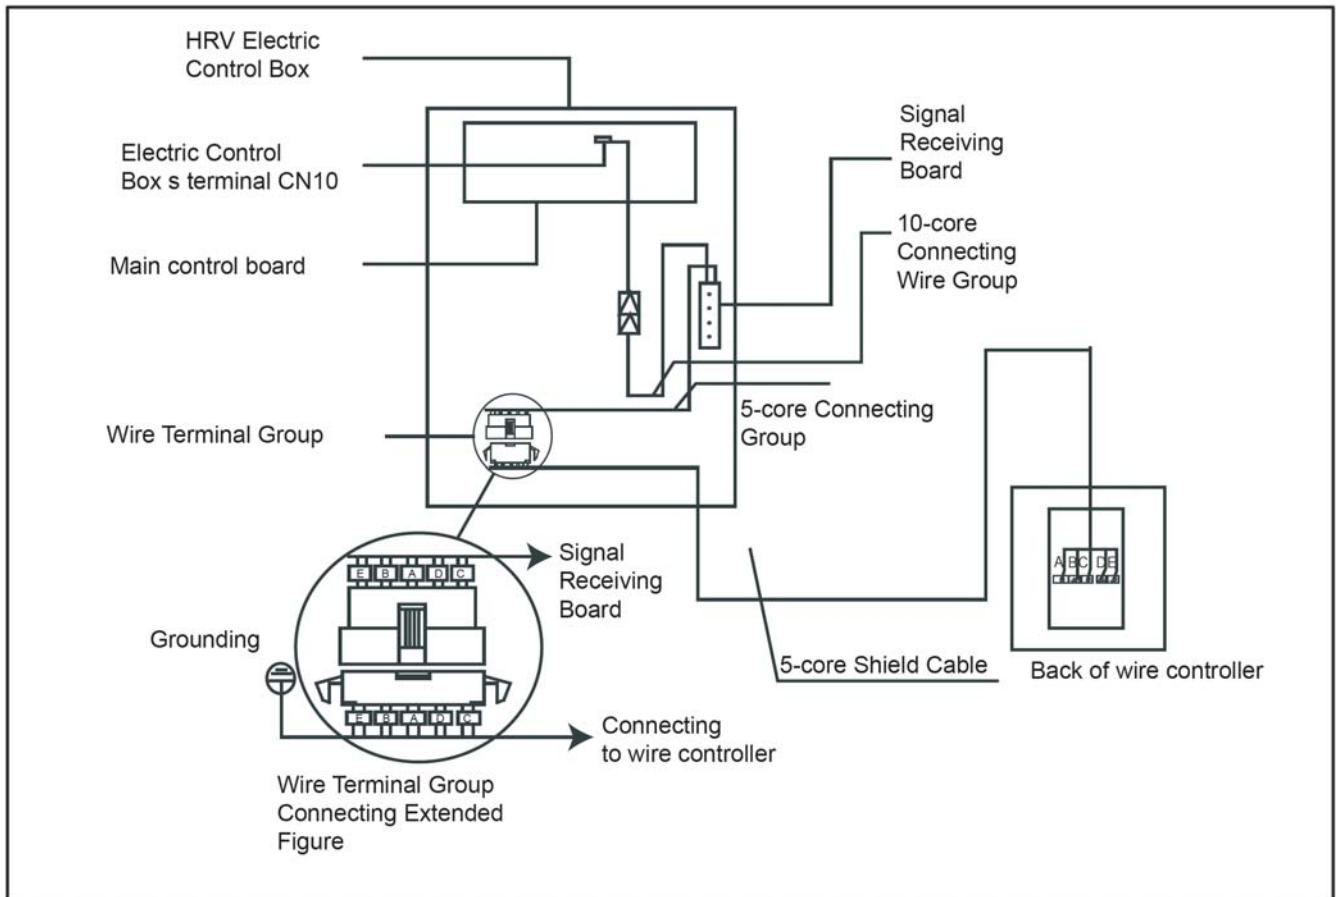 HRV Electric
Control Box
Signal
Receiving
Board
Electric Control
Box s terminal CN10
10-core
Connecting
Wire Group
Main control board
5-core Connecting
Group
Wire Terminal Group
A B C D E
Signal
Receiving
Board
E B A D C
Grounding
5-core Shield Cable
Back of wire controller
E B A D C
Connecting
to wire controller
Wire Terminal Group
Connecting Extended
Figure